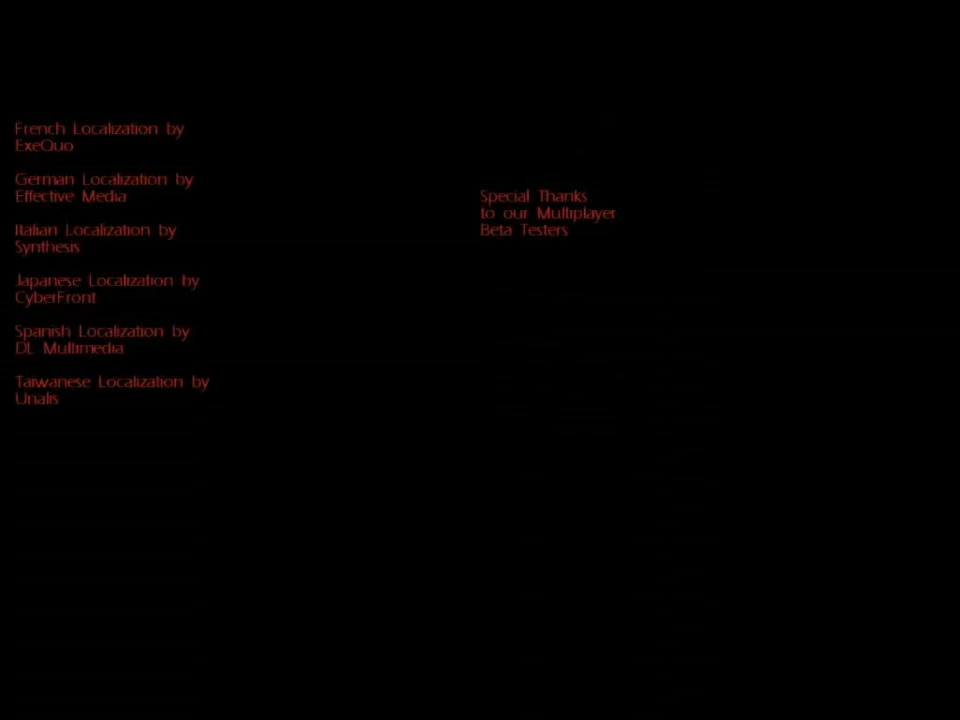 French Localization by
ExeQuo
German Localization by
Effective Media
Italian Localization by
Synthesis
Japanese Localization by
CyberFront
Spanish Localization by
DL Multimedia
Taiwanese Localization by
Unalis
Special Thanks
to our Multiplayer
Beta Testers